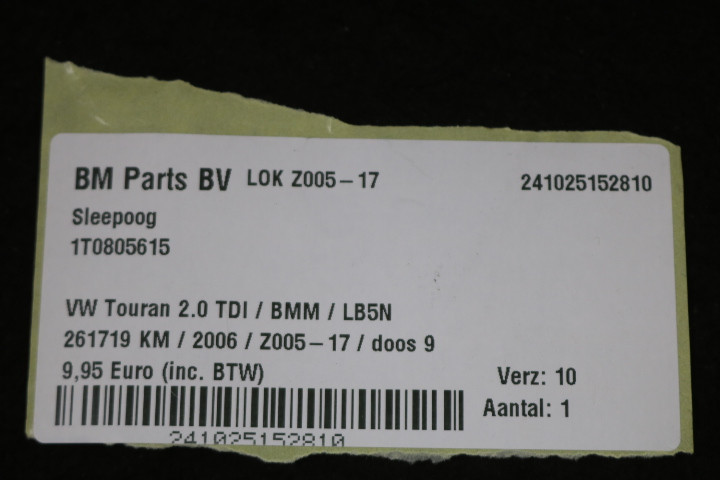 BM Parts BV LOK Z005-17 241025152810
Sleepoog
1T0805615
VW Touran 2.0 TDI / BMM / LB5N
261719 KM / 2006 / Z005-17 / doos 9
9,95 Euro (inc. BTW) Verz: 10
Aantal: 1
241025152810